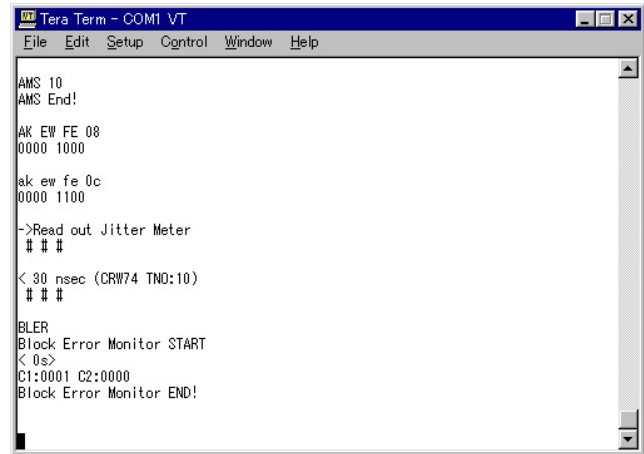 Tera Term - COM1 VT
File Edit Setup Control Window Help
AMS 10
AMS End!
AK EW FE 08
0000 1000
ak ew fe 0c
0000 1100
->Read out Jitter Meter
# # #
< 30 nsec (CRW74 TNO:10)
# # #
BLER
Block Error Monitor START
< 0s>
C1:0001 C2:0000
Block Error Monitor END!